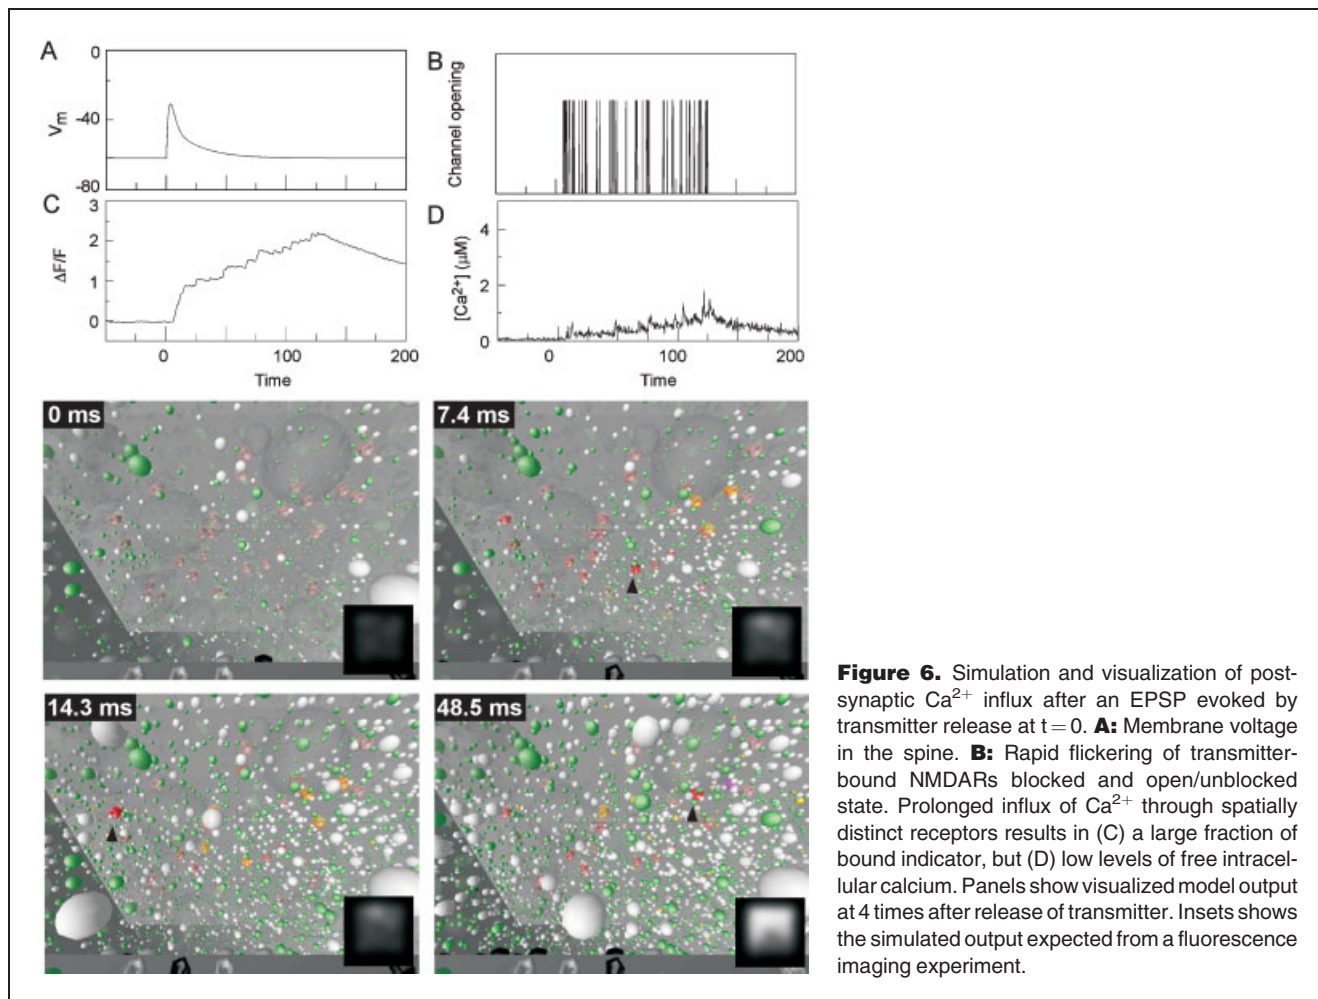 A
0
-40
-80
Vm
B
Channel opening
C
3
2
1
0
ΔF/F
0
100
200
Time
D
4
2
0
[Ca2+] (μM)
0
100
200
Time
0 ms
7.4 ms
14.3 ms
48.5 ms
Figure 6. Simulation and visualization of post-
synaptic Ca2+ influx after an EPSP evoked by
transmitter release at t = 0. A: Membrane voltage
in the spine. B: Rapid flickering of transmitter-
bound NMDARs blocked and open/unblocked
state. Prolonged influx of Ca2+ through spatially
distinct receptors results in (C) a large fraction of
bound indicator, but (D) low levels of free intracel-
lular calcium. Panels show visualized model output
at 4 times after release of transmitter. Insets shows
the simulated output expected from a fluorescence
imaging experiment.